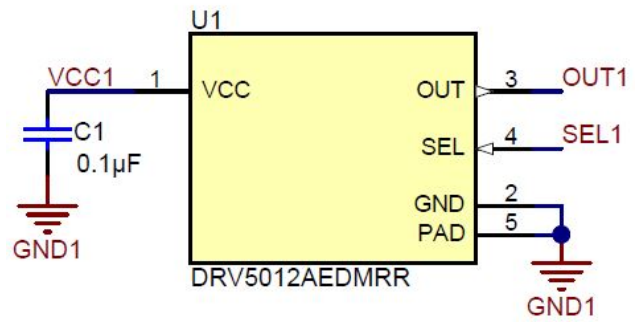 U1
VCC1 1 VCC OUT 3 OUT1
C1
0.1µF
SEL 4 SEL1
GND 2
PAD 5
GND1
DRV5012AEDMRR
GND1